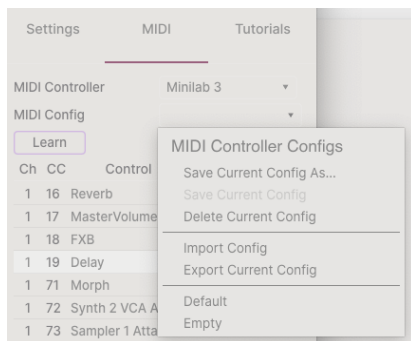 Settings MIDI Tutorials
MIDI Controller Minilab 3
MIDI Config
Learn
Ch CC Control
1 16 Reverb
1 17 MasterVolume
1 18 FXB
1 19 Delay
1 71 Morph
1 72 Synth 2 VCA A
1 73 Sampler 1 Atta
MIDI Controller Configs
Save Current Config As...
Save Current Config
Delete Current Config
Import Config
Export Current Config
Default
Empty